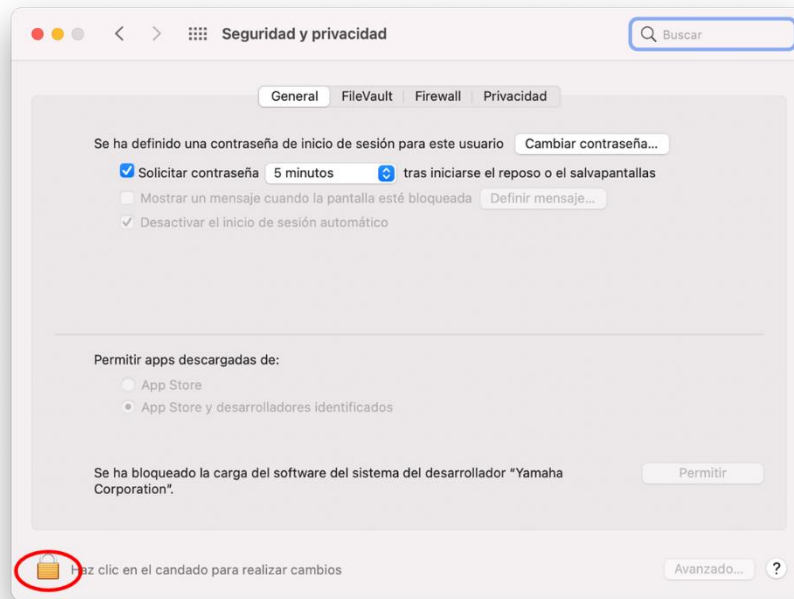 Seguridad y privacidad
Buscar
General FileVault Firewall Privacidad
Se ha definido una contraseña de inicio de sesión para este usuario Cambiar contraseña...
Solicitar contraseña 5 minutos tras iniciarse el reposo o el salvapantallas
Mostrar un mensaje cuando la pantalla esté bloqueada Definir mensaje...
Desactivar el inicio de sesión automático
Permitir apps descargadas de:
App Store
App Store y desarrolladores identificados
Se ha bloqueado la carga del software del sistema del desarrollador “Yamaha
Corporation”.
Permitir
Haz clic en el candado para realizar cambios
Avanzado... ?